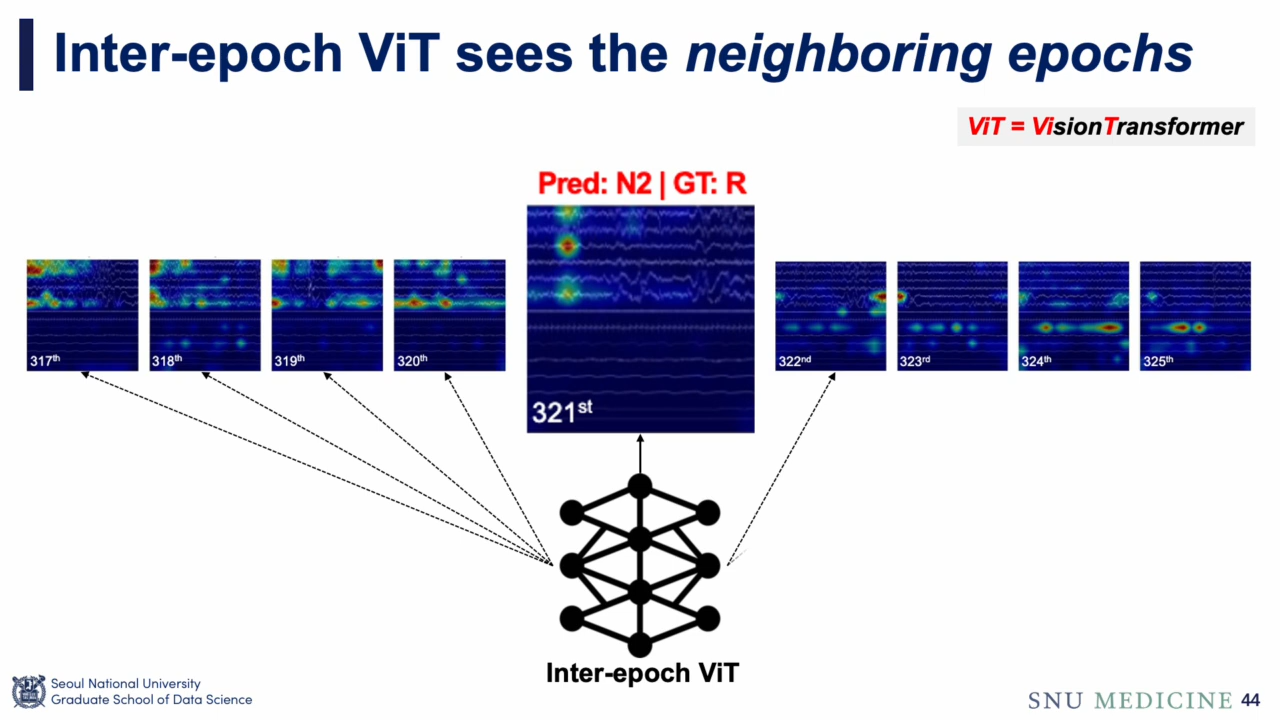 Inter-epoch ViT sees the neighboring epochs
ViT = VisionTransformer
Pred: N2 | GT: R
317th
318th
319th
320th
321st
322nd
323rd
324th
325th
Inter-epoch ViT
Seoul National University
Graduate School of Data Science
SNU MEDICINE 44